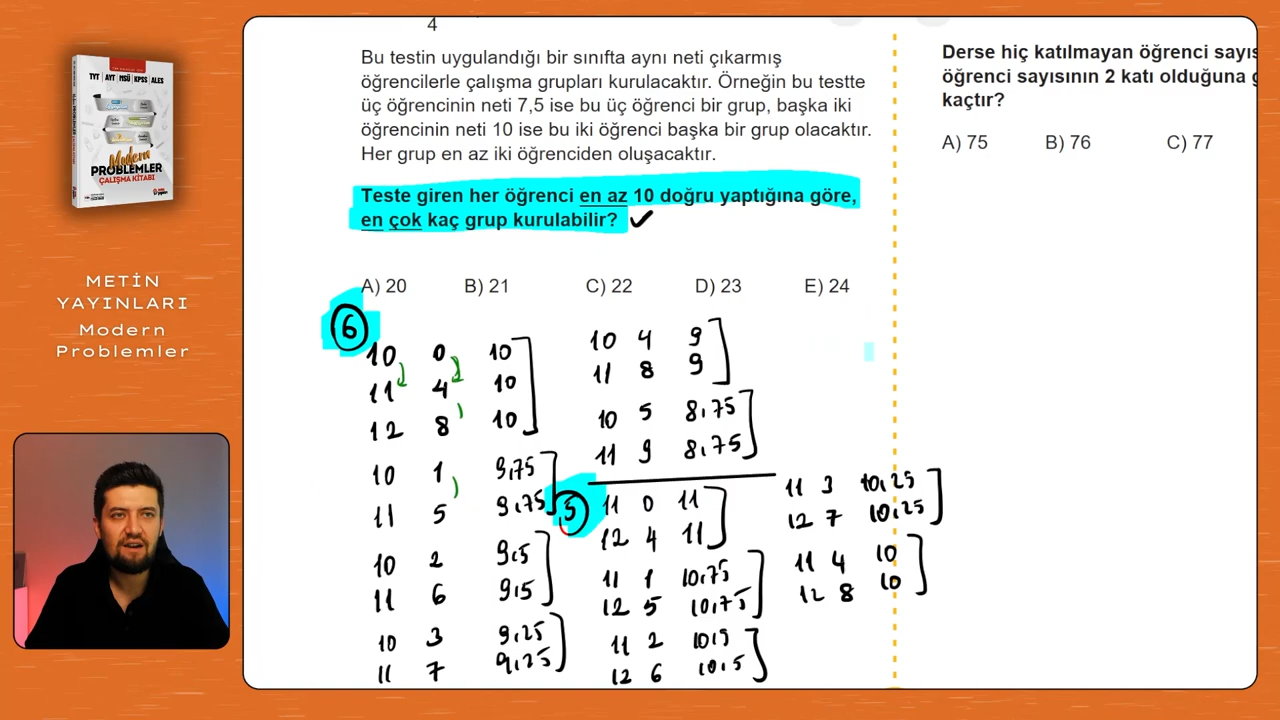 4
Bu testin uygulandığı bir sınıfta aynı neti çıkarmış
öğrencilerle çalışma grupları kurulacaktır. Örneğin bu testte
üç öğrencinin neti 7,5 ise bu üç öğrenci bir grup, başka iki
öğrencinin neti 10 ise bu iki öğrenci başka bir grup olacaktır.
Her grup en az iki öğrenciden oluşacaktır.
Teste giren her öğrenci en az 10 doğru yaptığına göre,
en çok kaç grup kurulabilir?
A) 20 B) 21 C) 22 D) 23 E) 24
6
10 0 10
11 4 10
12 8 10
10 1 9,75
11 5 9,75
10 2 9,5
11 6 9,5
10 3 9,25
11 7 9,25
10 4 9
11 8 9
10 5 8,75
11 9 8,75
5
11 0 11
12 4 11
11 1 10,75
12 5 10,75
11 2 10,5
12 6 10,5
11 3 10,25
12 7 10,25
11 4 10
12 8 10
Derse hiç katılmayan öğrenci sayıs
öğrenci sayısının 2 katı olduğuna g
kaçtır?
A) 75 B) 76 C) 77
TYT AYT MSÜ KPSS ALES
Modern
PROBLEMLER
ÇALIŞMA KİTABI
METİN
YAYINLARI
Modern
Problemler